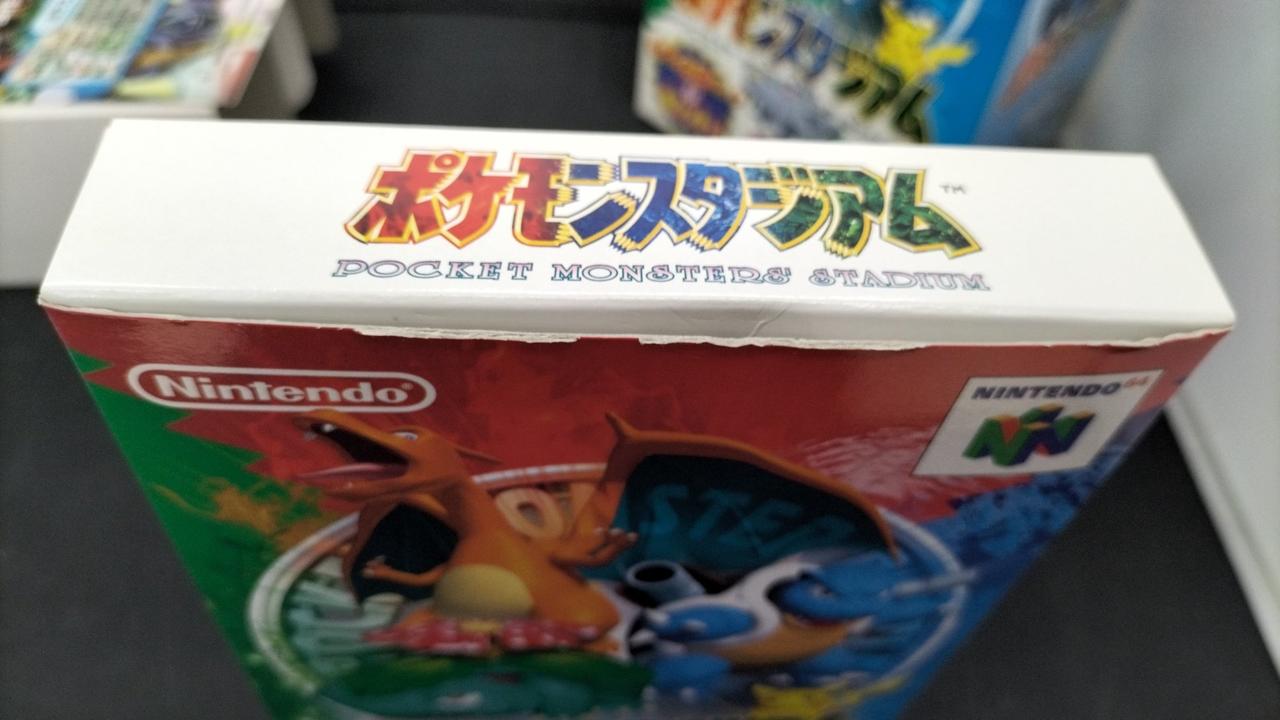 ポケモンスタジアム™
POCKET MONSTERS' STADIUM
Nintendo®
NINTENDO64